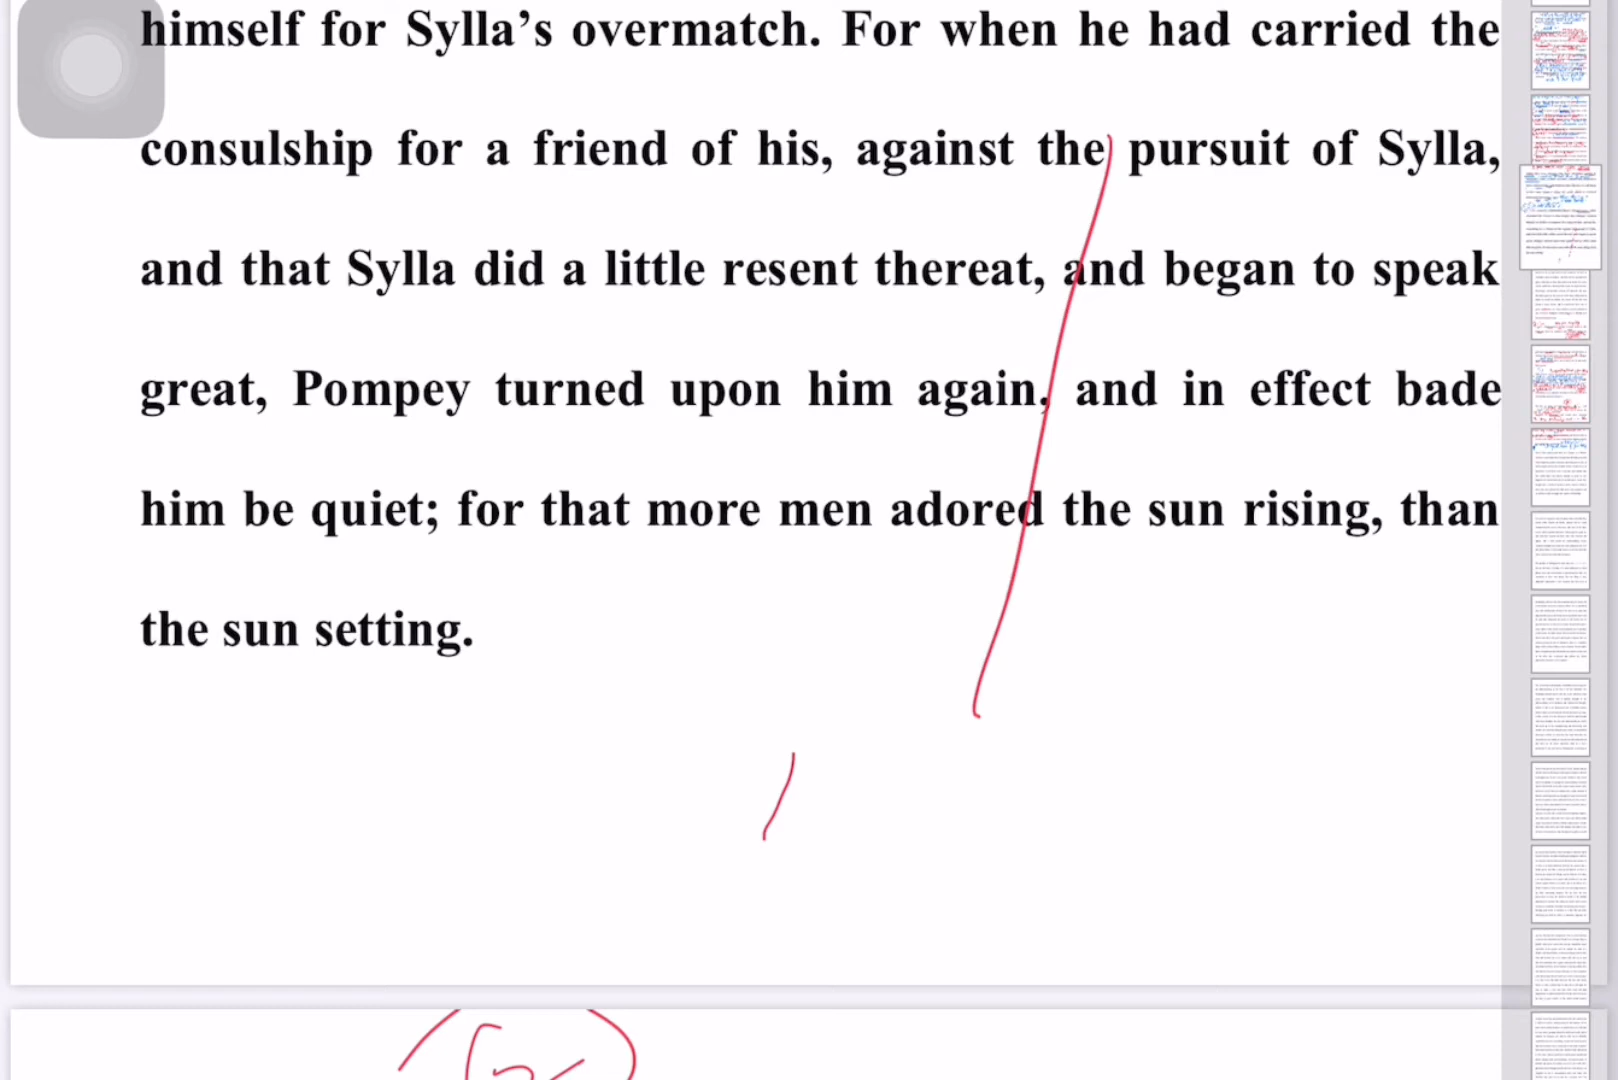 himself for Sylla’s overmatch. For when he had carried the
consulship for a friend of his, against the pursuit of Sylla,
and that Sylla did a little resent thereat, and began to speak
great, Pompey turned upon him again, and in effect bade
him be quiet; for that more men adored the sun rising, than
the sun setting.